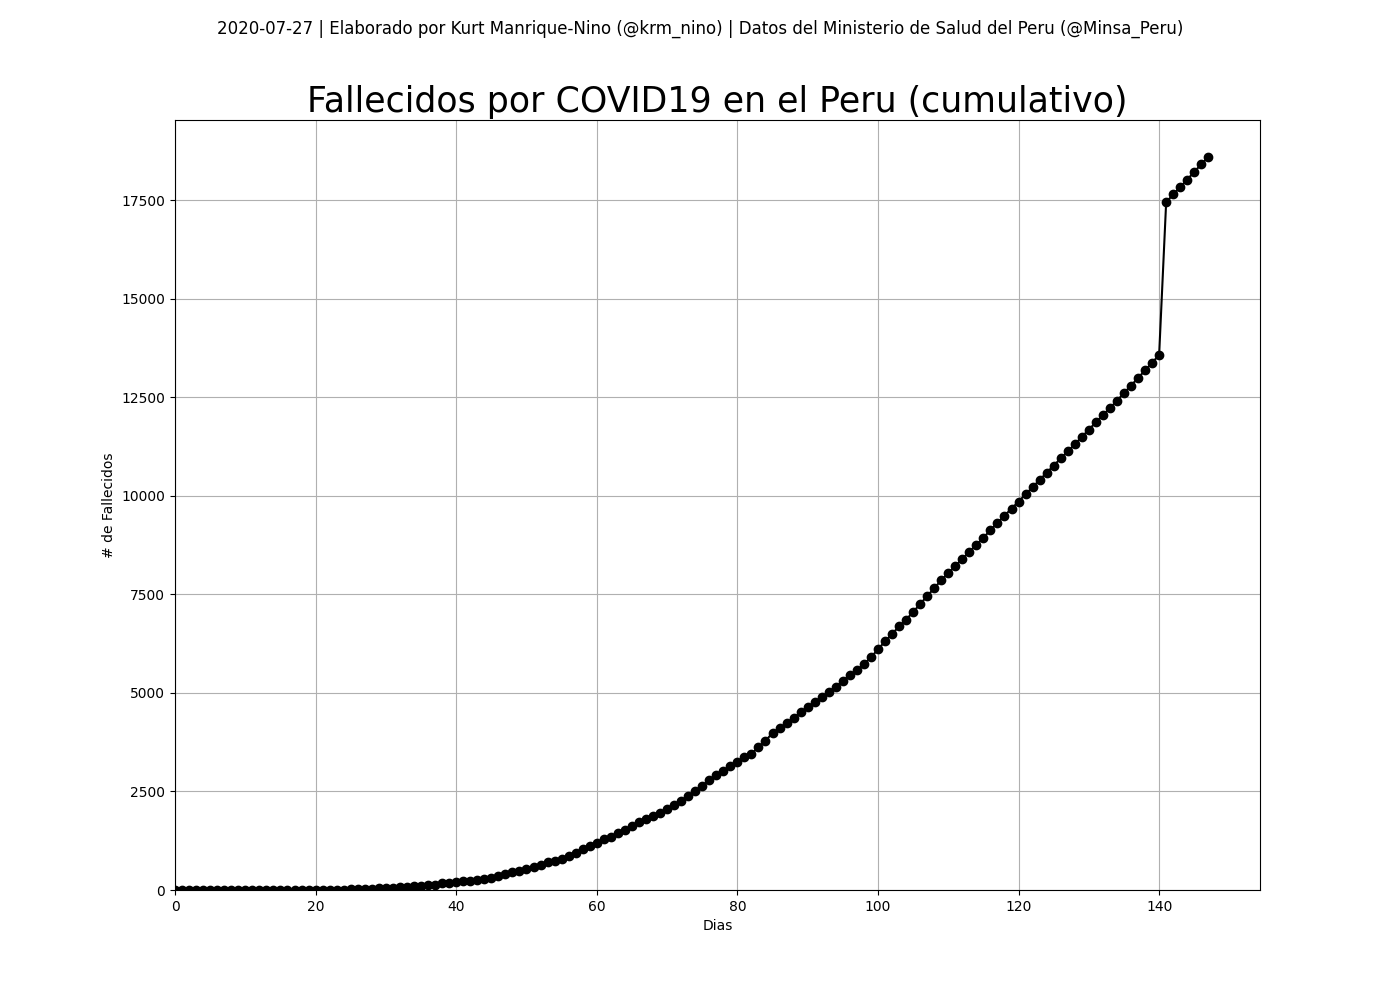 2020-07-27 | Elaborado por Kurt Manrique-Nino (@krm_nino) | Datos del Ministerio de Salud del Peru (@Minsa_Peru)
Fallecidos por COVID19 en el Peru (cumulativo)
17500
15000
12500
10000
7500
5000
2500
0
# de Fallecidos
0 20 40 60 80 100 120 140
Dias